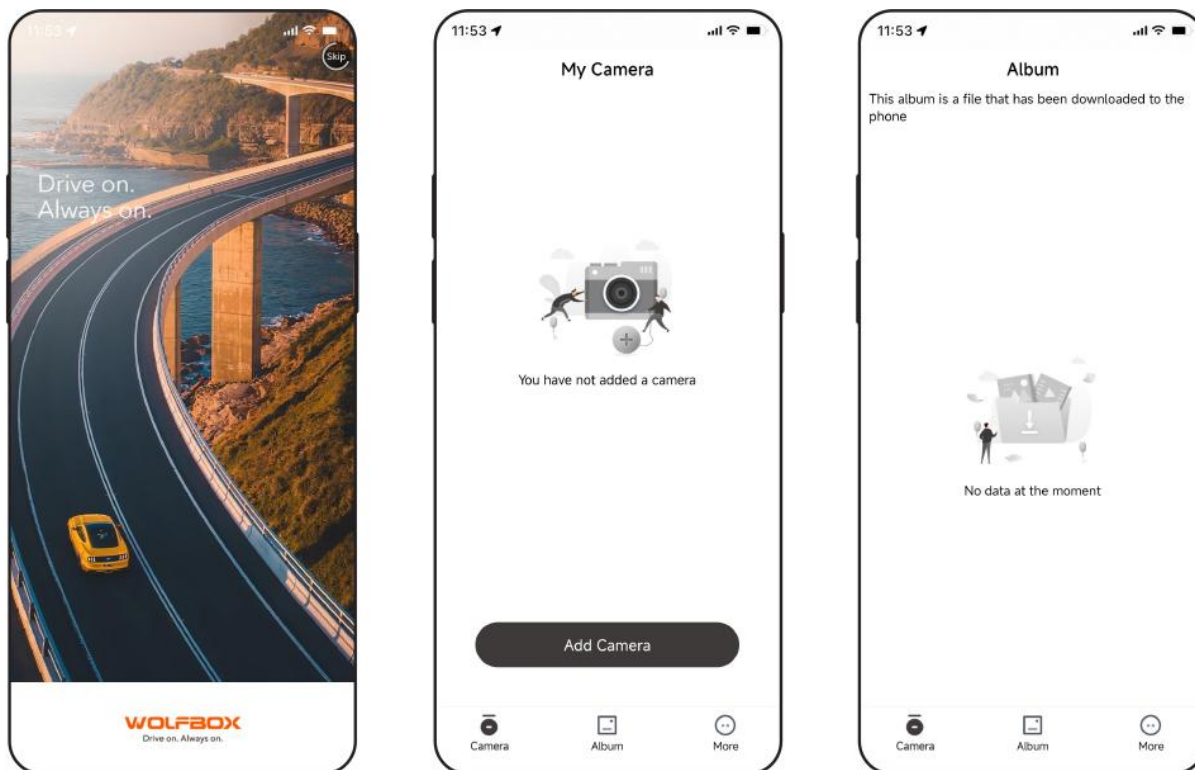 11:53
Skip
Drive on.
Always on.
WOLFBOX
Drive on. Always on.
11:53
My Camera
You have not added a camera
Add Camera
Camera
Album
More
11:53
Album
This album is a file that has been downloaded to the
phone
No data at the moment
Camera
Album
More